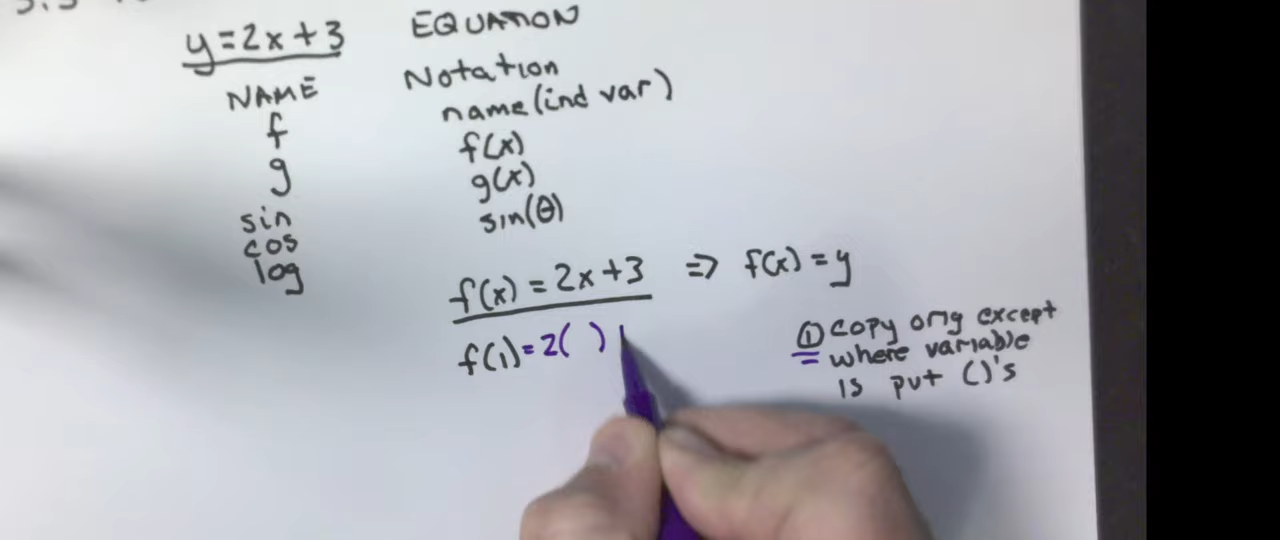 y=2x+3 EQUATION
NAME Notation
name(ind var)
f f(x)
g g(x)
sin sin(θ)
cos
log
f(x) = 2x+3 => f(x) = y
f(1)=2( )
① copy orig except
where variable
is put ()'s